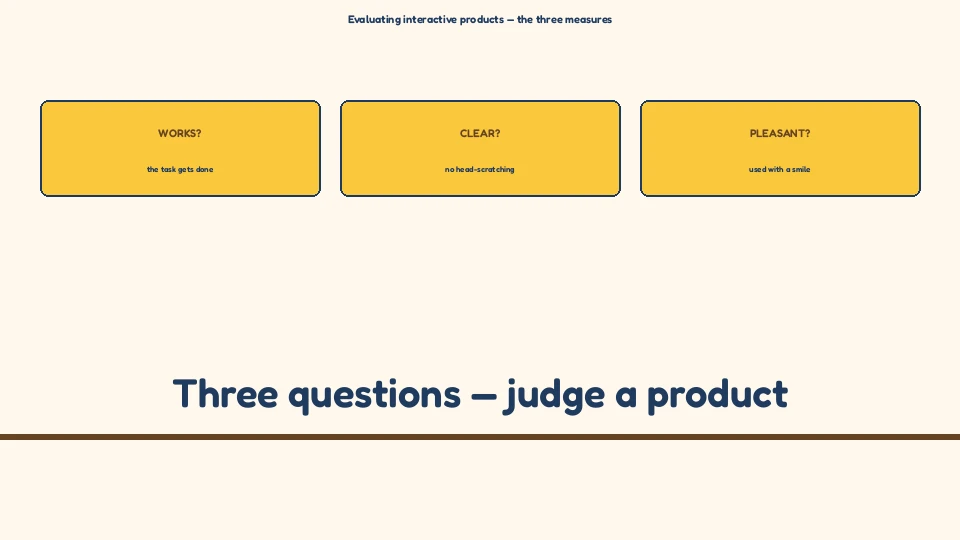 Evaluating interactive products — the three measures
WORKS?
the task gets done
CLEAR?
no head-scratching
PLEASANT?
used with a smile
Three questions — judge a product